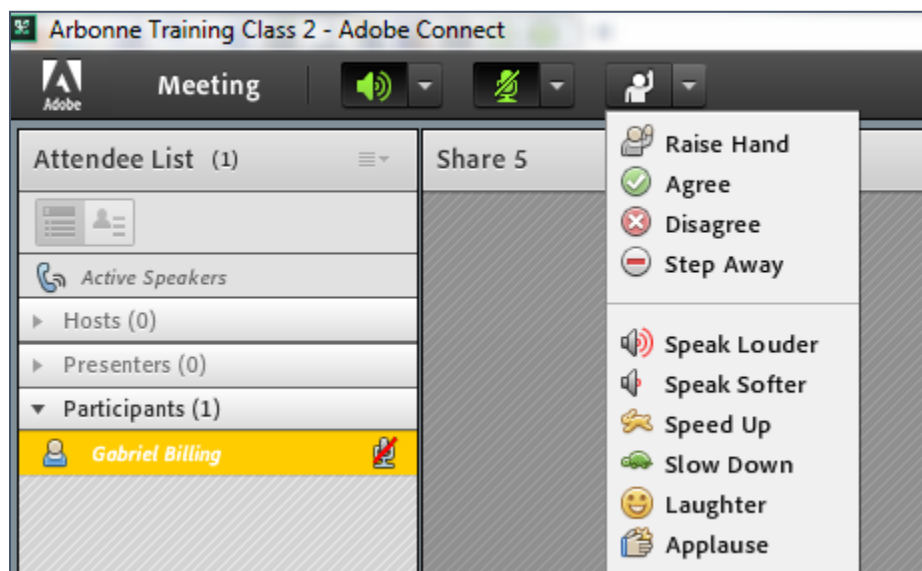 Arbonne Training Class 2 - Adobe Connect
Adobe
Meeting
Attendee List (1)
Share 5
Active Speakers
Hosts (0)
Presenters (0)
Participants (1)
Gabriel Billing
Raise Hand
Agree
Disagree
Step Away
Speak Louder
Speak Softer
Speed Up
Slow Down
Laughter
Applause